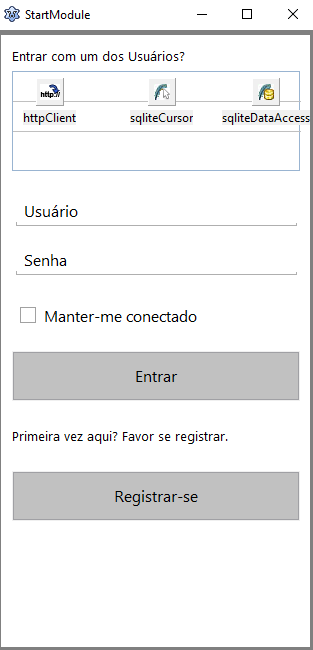 StartModule
Entrar com um dos Usuários?
http://
httpClient sqliteCursor sqliteDataAccess
Usuário
Senha
Manter-me conectado
Entrar
Primeira vez aqui? Favor se registrar.
Registrar-se